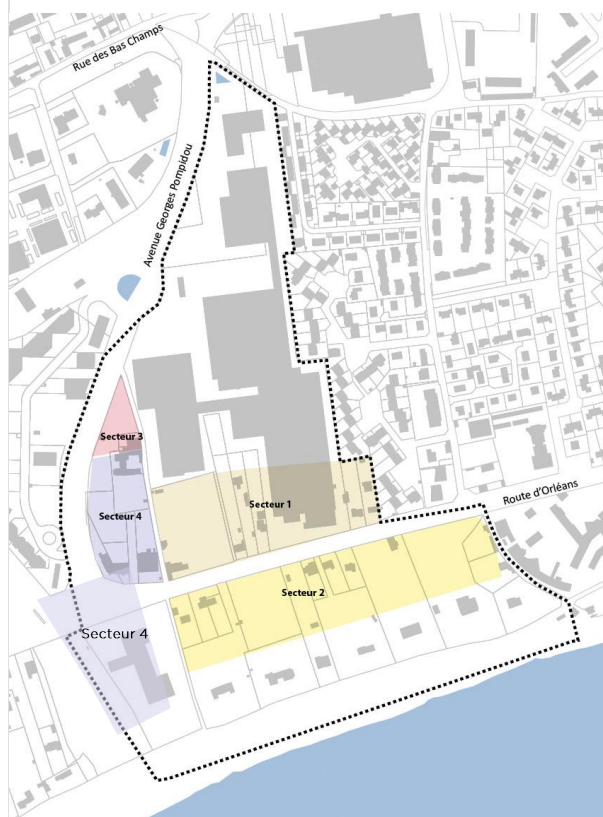 Rue des Bas Champs
Avenue Georges Pompidou
Secteur 3
Secteur 4
Secteur 1
Route d'Orléans
Secteur 2
Secteur 4